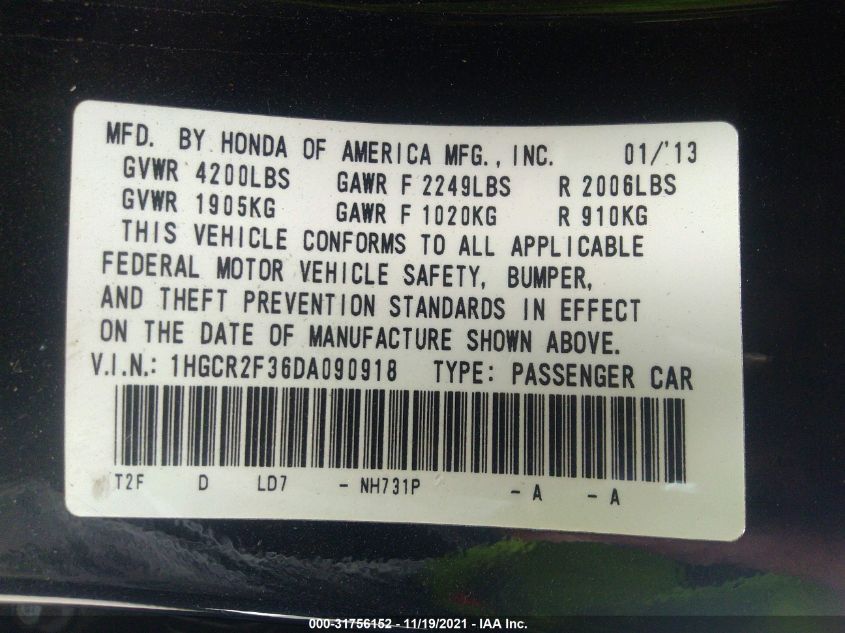 MFD. BY HONDA OF AMERICA MFG., INC. 01/'13
GVWR 4200LBS GAWR F 2249LBS R 2006LBS
GVWR 1905KG GAWR F 1020KG R 910KG
THIS VEHICLE CONFORMS TO ALL APPLICABLE
FEDERAL MOTOR VEHICLE SAFETY, BUMPER,
AND THEFT PREVENTION STANDARDS IN EFFECT
ON THE DATE OF MANUFACTURE SHOWN ABOVE.
V.I.N.: 1HGCR2F36DA090918 TYPE: PASSENGER CAR
T2F D LD7 - NH731P - A - A
000-31756152 - 11/19/2021 - IAA Inc.